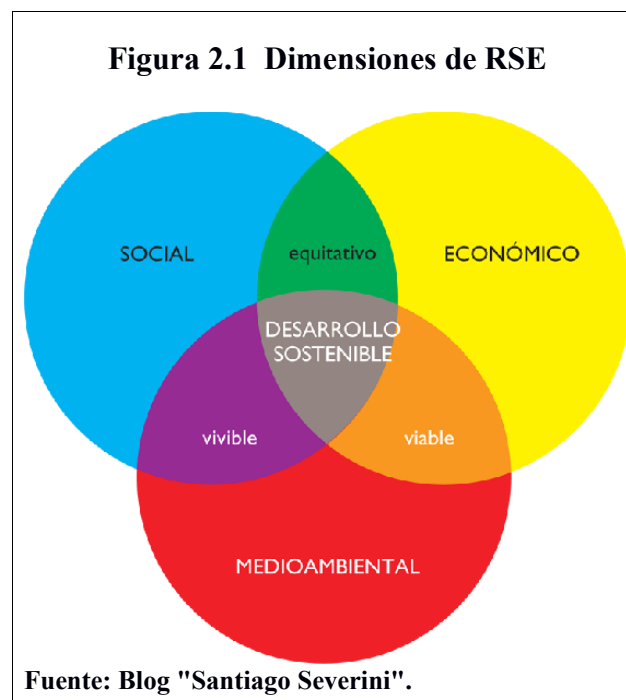 Figura 2.1  Dimensiones de RSE
SOCIAL
equitativo
ECONÓMICO
DESARROLLO
SOSTENIBLE
vivible
viable
MEDIOAMBIENTAL
Fuente: Blog "Santiago Severini".